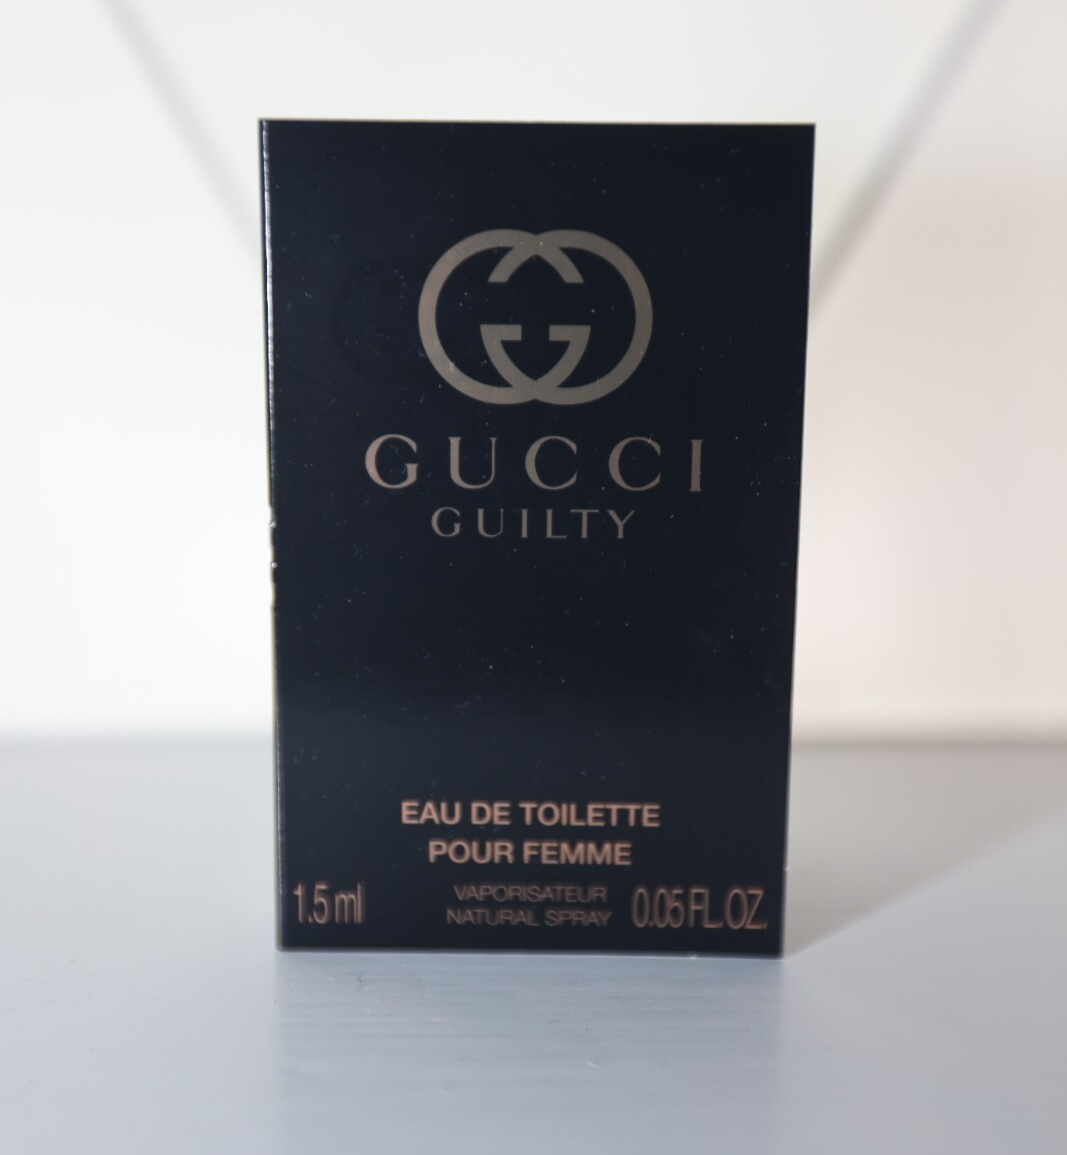 GUCCI
GUILTY
EAU DE TOILETTE
POUR FEMME
1.5 ml
VAPORISATEUR
NATURAL SPRAY
0.05 FL.OZ.